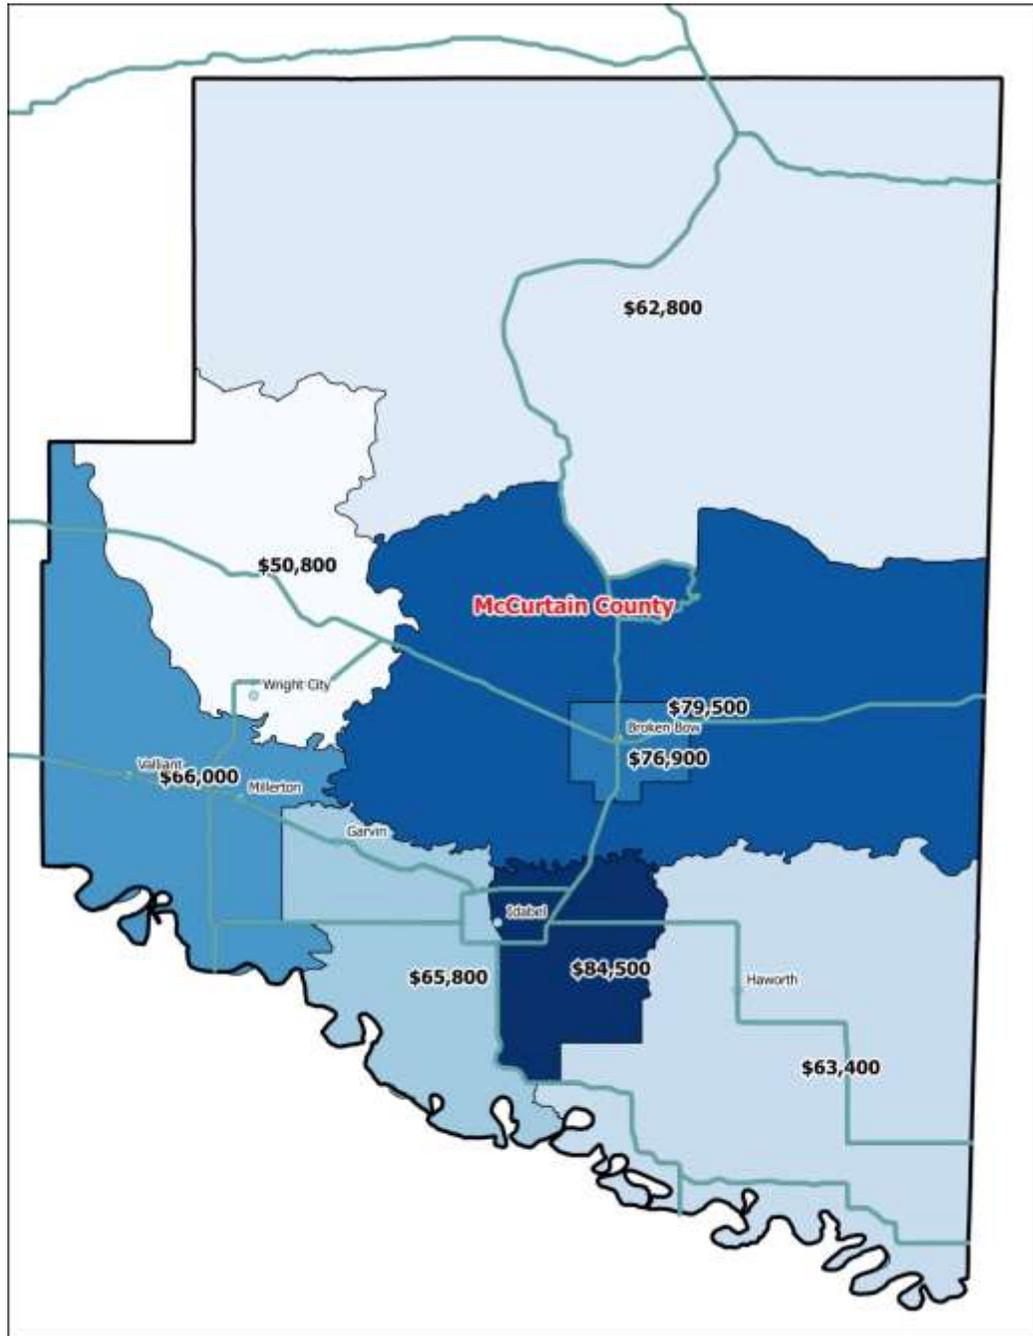 $62,800
$50,800
McCurtain County
Wright City
$79,500
Broken Bow
$76,900
Valliant
$66,000
Millerton
Garvin
Idabel
$65,800
$84,500
Haworth
$63,400